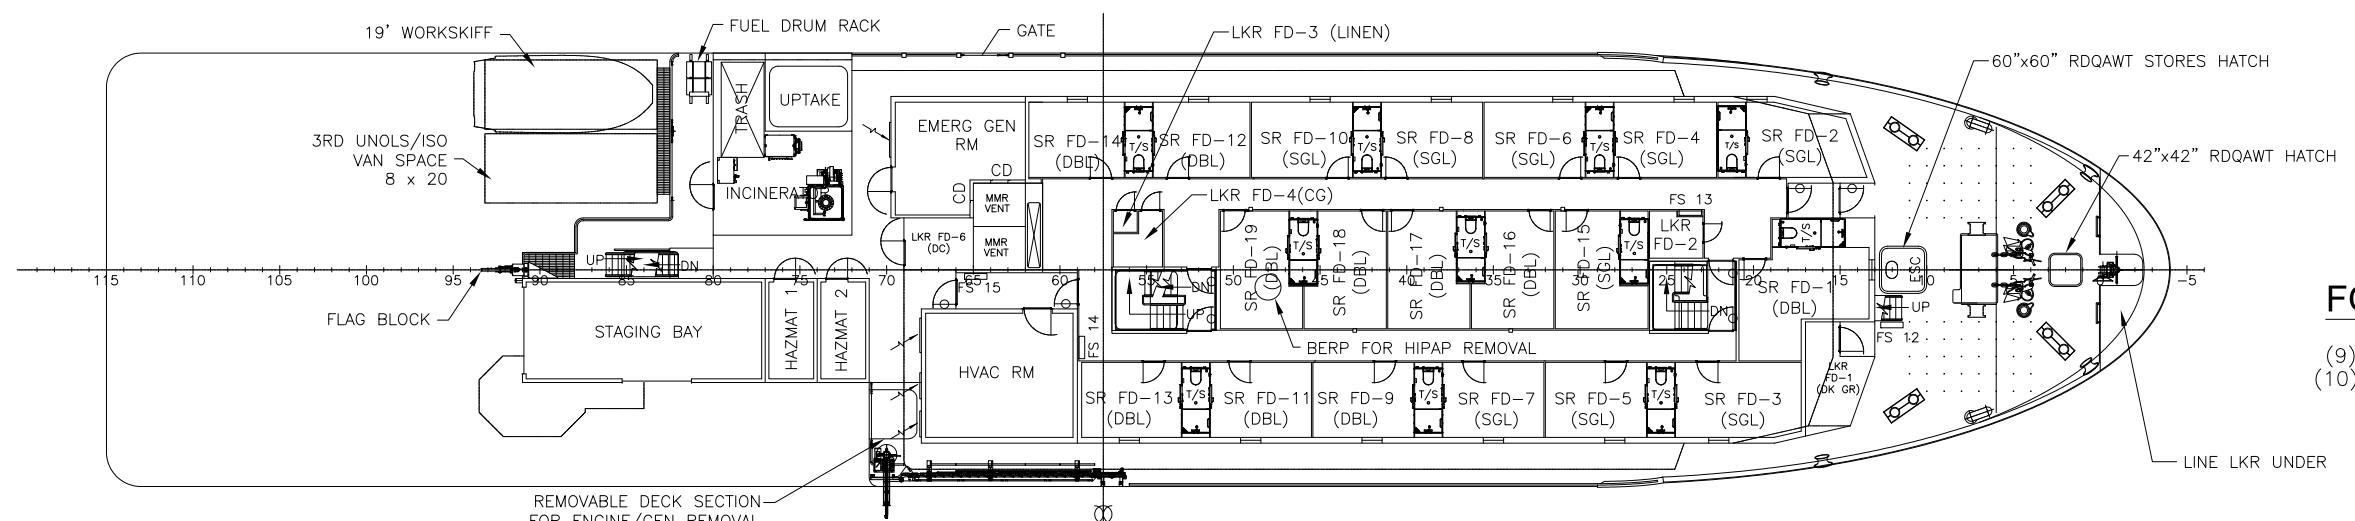 19' WORKSKIFF
FUEL DRUM RACK
GATE
LKR FD-3 (LINEN)
60"x60" RDQAWT STORES HATCH
3RD UNOLS/ISO
VAN SPACE
8 x 20
TRASH
UPTAKE
INCINERATOR
EMERG GEN
RM
CD
CD
MMR
VENT
MMR
VENT
LKR FD-6
(DC)
SR FD-14
(DBL)
T/S
SR FD-12
(DBL)
SR FD-10
(SGL)
T/S
SR FD-8
(SGL)
SR FD-6
(SGL)
T/S
SR FD-4
(SGL)
T/S
SR FD-2
(SGL)
42"x42" RDQAWT HATCH
LKR FD-4(CG)
FS 13
LKR
FD-2
SR FD-19
(DBL)
T/S
SR FD-18
(DBL)
SR FD-17
(DBL)
T/S
SR FD-16
(DBL)
SR FD-15
(SGL)
T/S
T/S
SR FD-1
(DBL)
ESC
UP
DN
DN
UP
DN
UP
115
110
105
100
95
90
85
80
75
70
65
60
55
50
45
40
35
30
25
20
15
10
5
-5
FLAG BLOCK
STAGING BAY
HAZMAT 1
HAZMAT 2
FS 15
FS 14
FS 12
HVAC RM
BERP FOR HIPAP REMOVAL
SR FD-13
(DBL)
T/S
SR FD-11
(DBL)
SR FD-9
(DBL)
T/S
SR FD-7
(SGL)
SR FD-5
(SGL)
T/S
SR FD-3
(SGL)
LKR
FD-1
(DK GR)
LINE LKR UNDER
REMOVABLE DECK SECTION
FOR ENGINE/GEN REMOVAL
FO
(9)
(10)